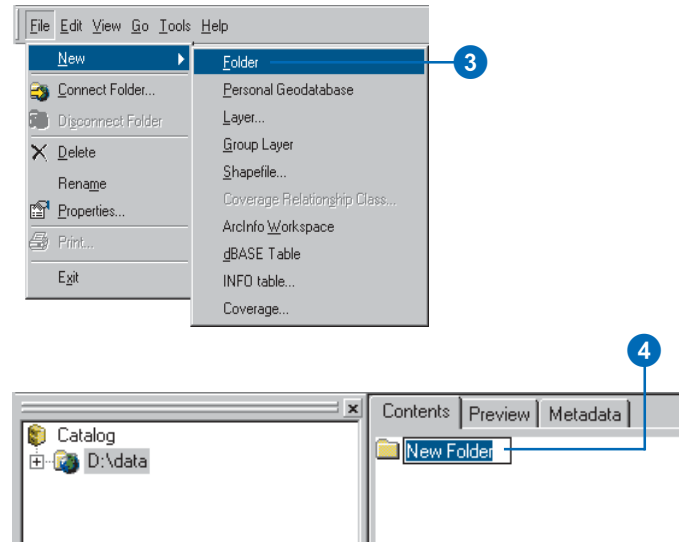 File Edit View Go Tools Help
New
Connect Folder...
Disconnect Folder
Delete
Rename
Properties...
Print...
Exit
Folder
Personal Geodatabase
Layer...
Group Layer
Shapefile...
Coverage Relationship Class...
ArcInfo Workspace
dBASE Table
INFO table...
Coverage...
3
4
Catalog
D:\data
Contents Preview Metadata
New Folder